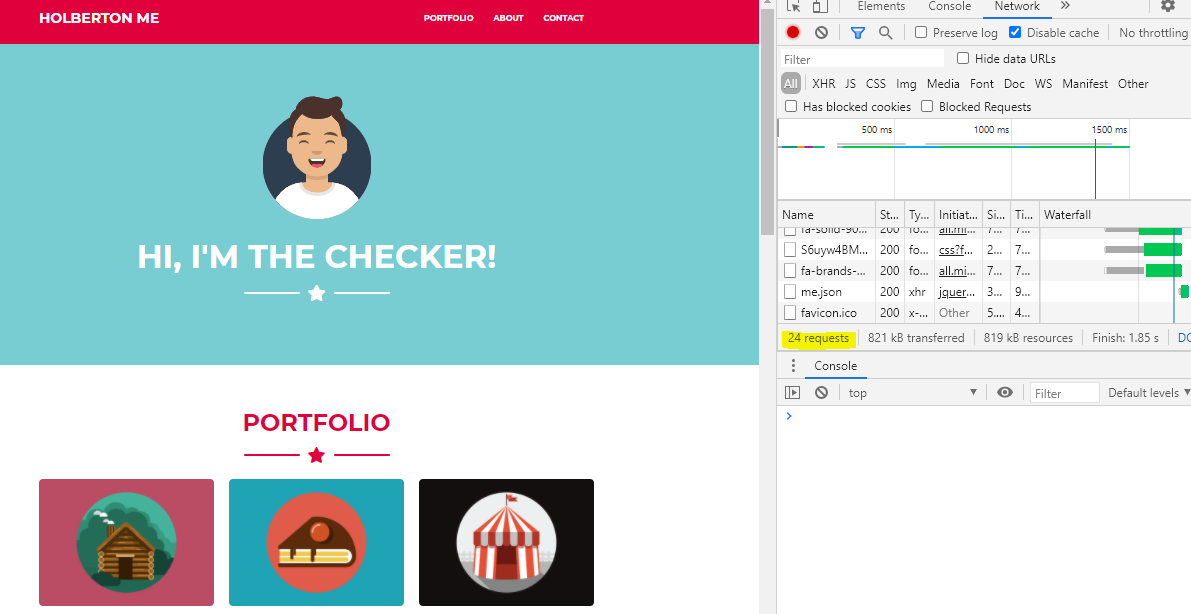 HOLBERTON ME
PORTFOLIO ABOUT CONTACT
HI, I'M THE CHECKER!
PORTFOLIO
Elements Console Network
Preserve log Disable cache No throttling
Filter Hide data URLs
All XHR JS CSS Img Media Font Doc WS Manifest Other
Has blocked cookies Blocked Requests
500 ms 1000 ms 1500 ms
Name St... Ty... Initiat... Si... Ti... Waterfall
fa-solid-90... 200 fo... all.mi... 7... 7...
S6uyw4BM... 200 fo... css?f... 2... 7...
fa-brands-... 200 fo... all.mi... 7... 7...
me.json 200 xhr jquer... 3... 9...
favicon.ico 200 x-... Other 5.... 4...
24 requests 821 kB transferred 819 kB resources Finish: 1.85 s DO
Console
top Filter Default levels